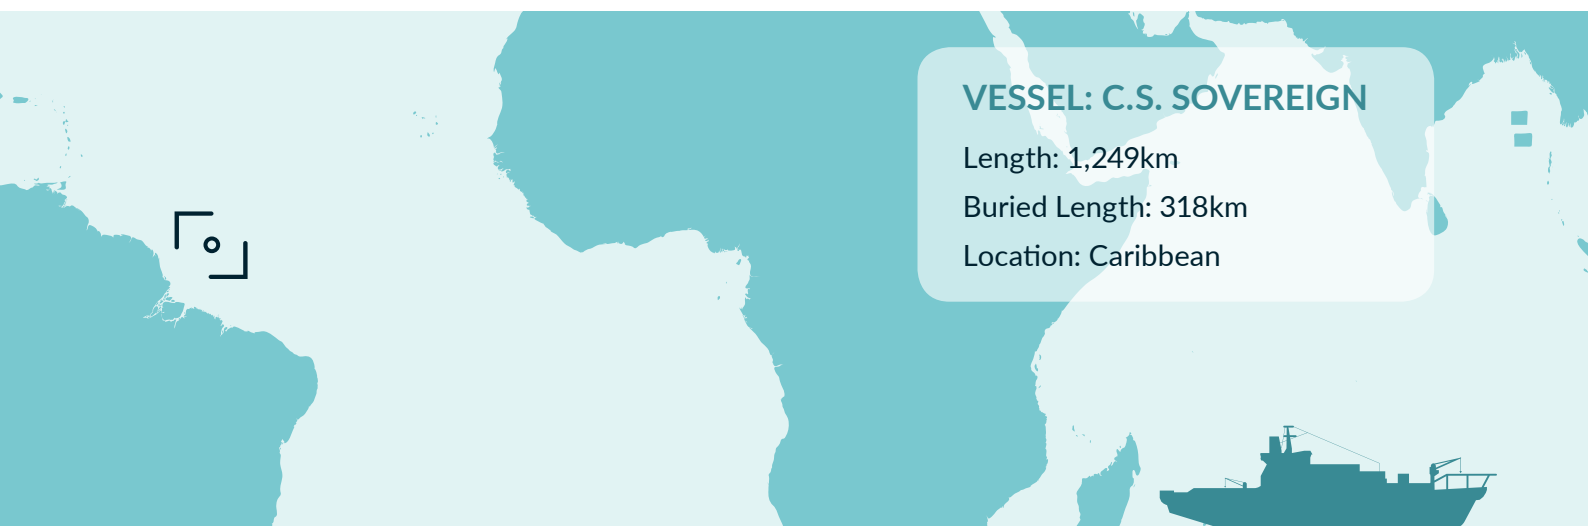 VESSEL: C.S. SOVEREIGN
Length: 1,249km
Buried Length: 318km
Location: Caribbean